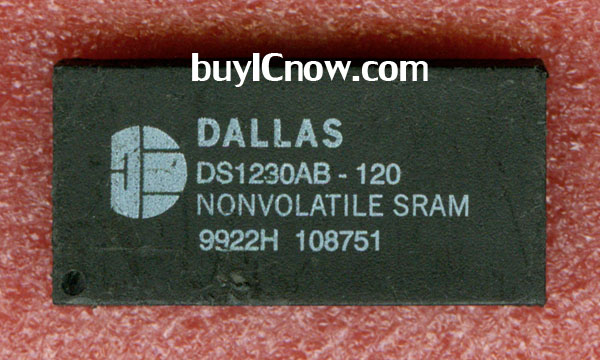 buyICnow.com
DALLAS
DS1230AB - 120
NONVOLATILE SRAM
9922H 108751